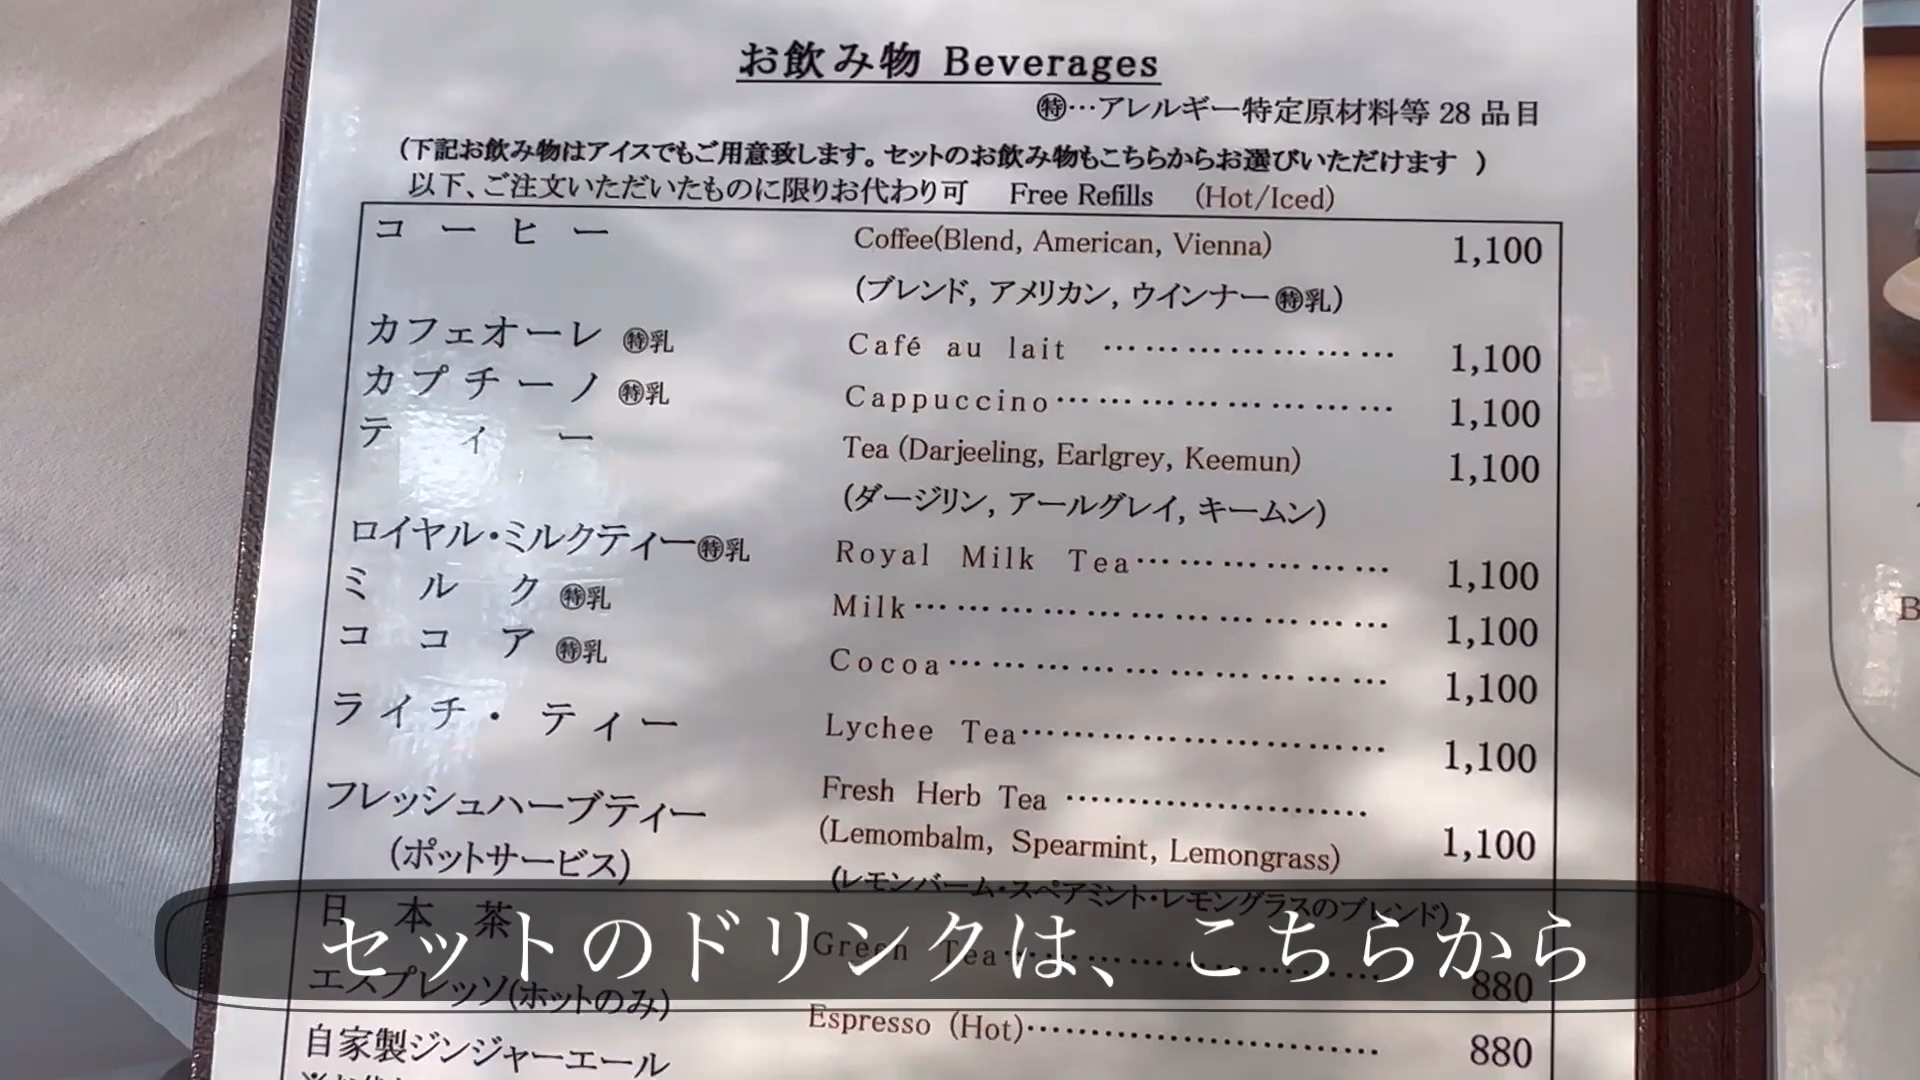 お飲み物 Beverages
㊕…アレルギー特定原材料等 28 品目
(下記お飲み物はアイスでもご用意致します。セットのお飲み物もこちらからお選びいただけます )
以下、ご注文いただいたものに限りお代わり可 Free Refills (Hot/Iced)
コーヒー Coffee(Blend, American, Vienna) 1,100
(ブレンド, アメリカン, ウインナー㊕乳)
カフェオーレ ㊕乳 Café au lait ………………… 1,100
カプチーノ ㊕乳 Cappuccino…………………… 1,100
ティー Tea (Darjeeling, Earlgrey, Keemun) 1,100
(ダージリン, アールグレイ, キームン)
ロイヤル・ミルクティー㊕乳 Royal Milk Tea……………… 1,100
ミルク ㊕乳 Milk……………………………… 1,100
ココア ㊕乳 Cocoa…………………………… 1,100
ライチ・ティー Lychee Tea……………………… 1,100
フレッシュハーブティー Fresh Herb Tea ………………… 1,100
(ポットサービス) (Lemombalm, Spearmint, Lemongrass)
(レモンバーム・スペアミント・レモングラスのブレンド)
日本茶 Green Tea……………………… 880
セットのドリンクは、こちらから
エスプレッソ(ホットのみ) Espresso (Hot)……………………… 880
自家製ジンジャーエール